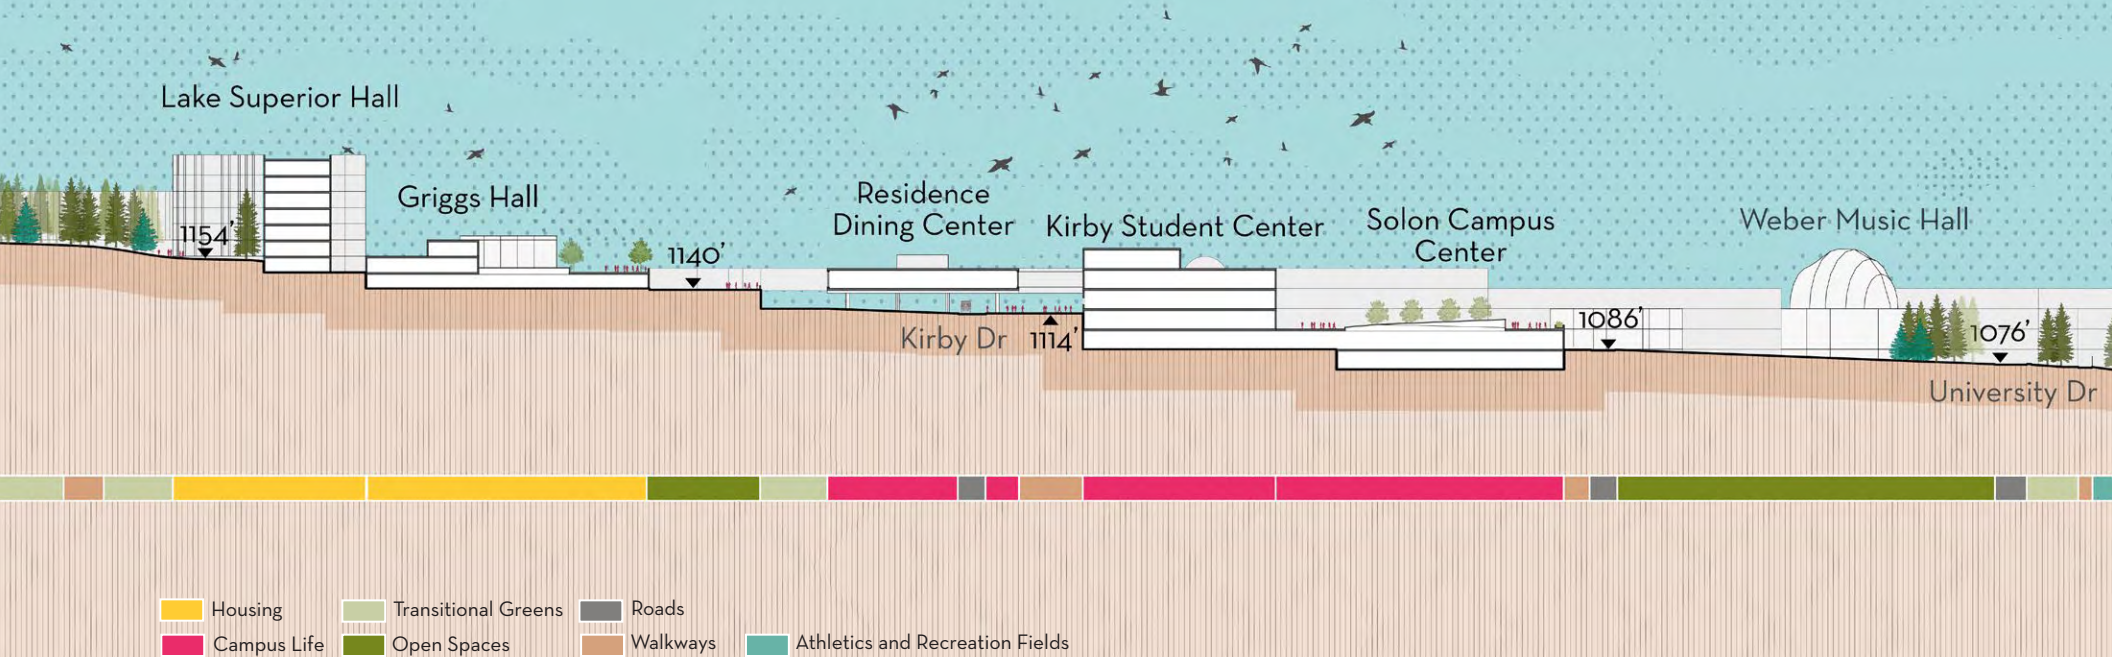 Lake Superior Hall
1154'
Griggs Hall
1140'
Residence
Dining Center
Kirby Dr
1114'
Kirby Student Center
Solon Campus
Center
1086'
Weber Music Hall
1076'
University Dr
Housing
Transitional Greens
Roads
Campus Life
Open Spaces
Walkways
Athletics and Recreation Fields